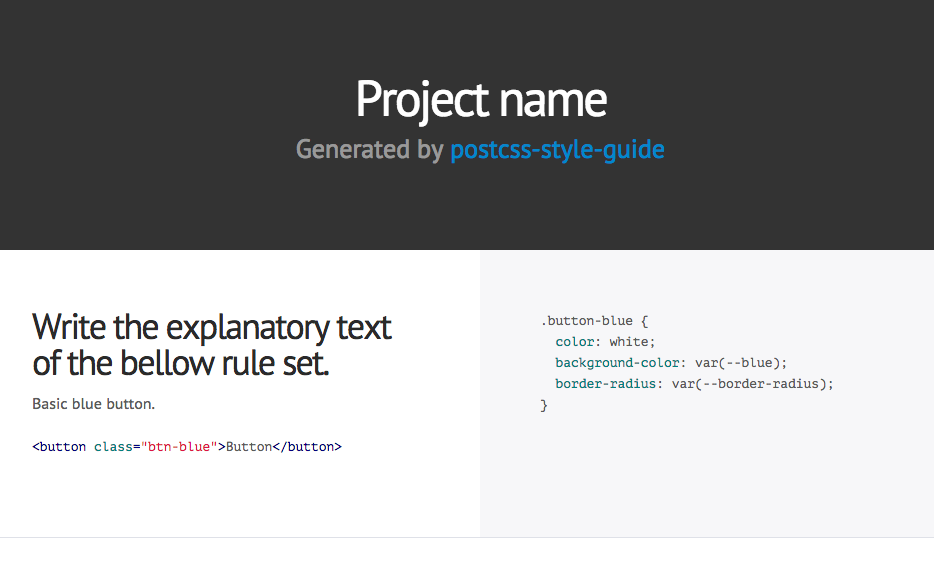 Project name
Generated by postcss-style-guide
Write the explanatory text
of the bellow rule set.
Basic blue button.
<button class="btn-blue">Button</button>
.button-blue {
  color: white;
  background-color: var(--blue);
  border-radius: var(--border-radius);
}